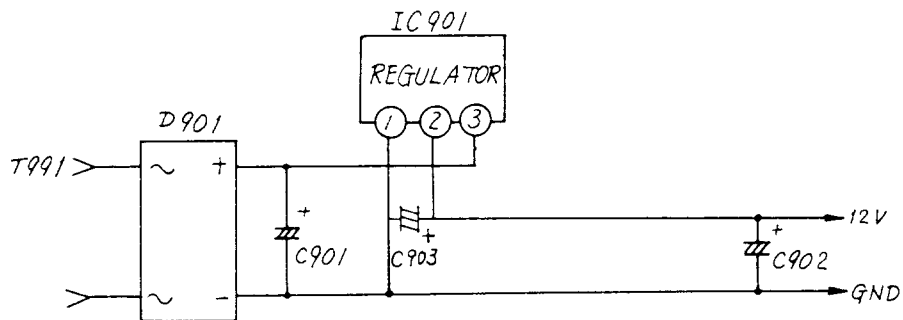 IC901
REGULATOR
1 2 3
D901
T991
~ +
+
C901
+
C903
12V
+
C902
~ -
GND